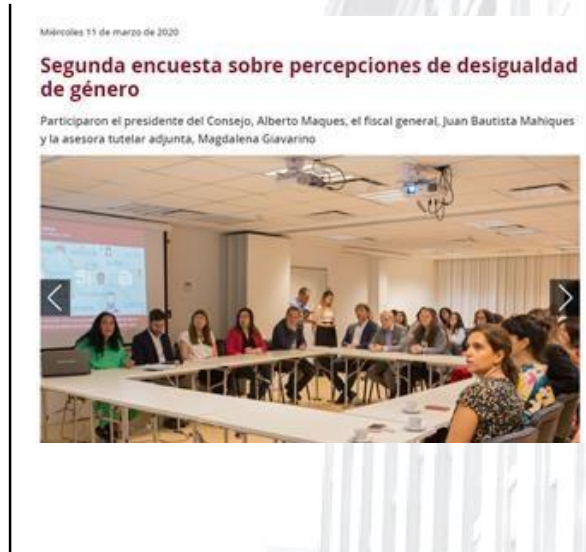 Miércoles 11 de marzo de 2020
Segunda encuesta sobre percepciones de desigualdad
de género
Participaron el presidente del Consejo, Alberto Maques, el fiscal general, Juan Bautista Mahiques
y la asesora tutelar adjunta, Magdalena Giavarino